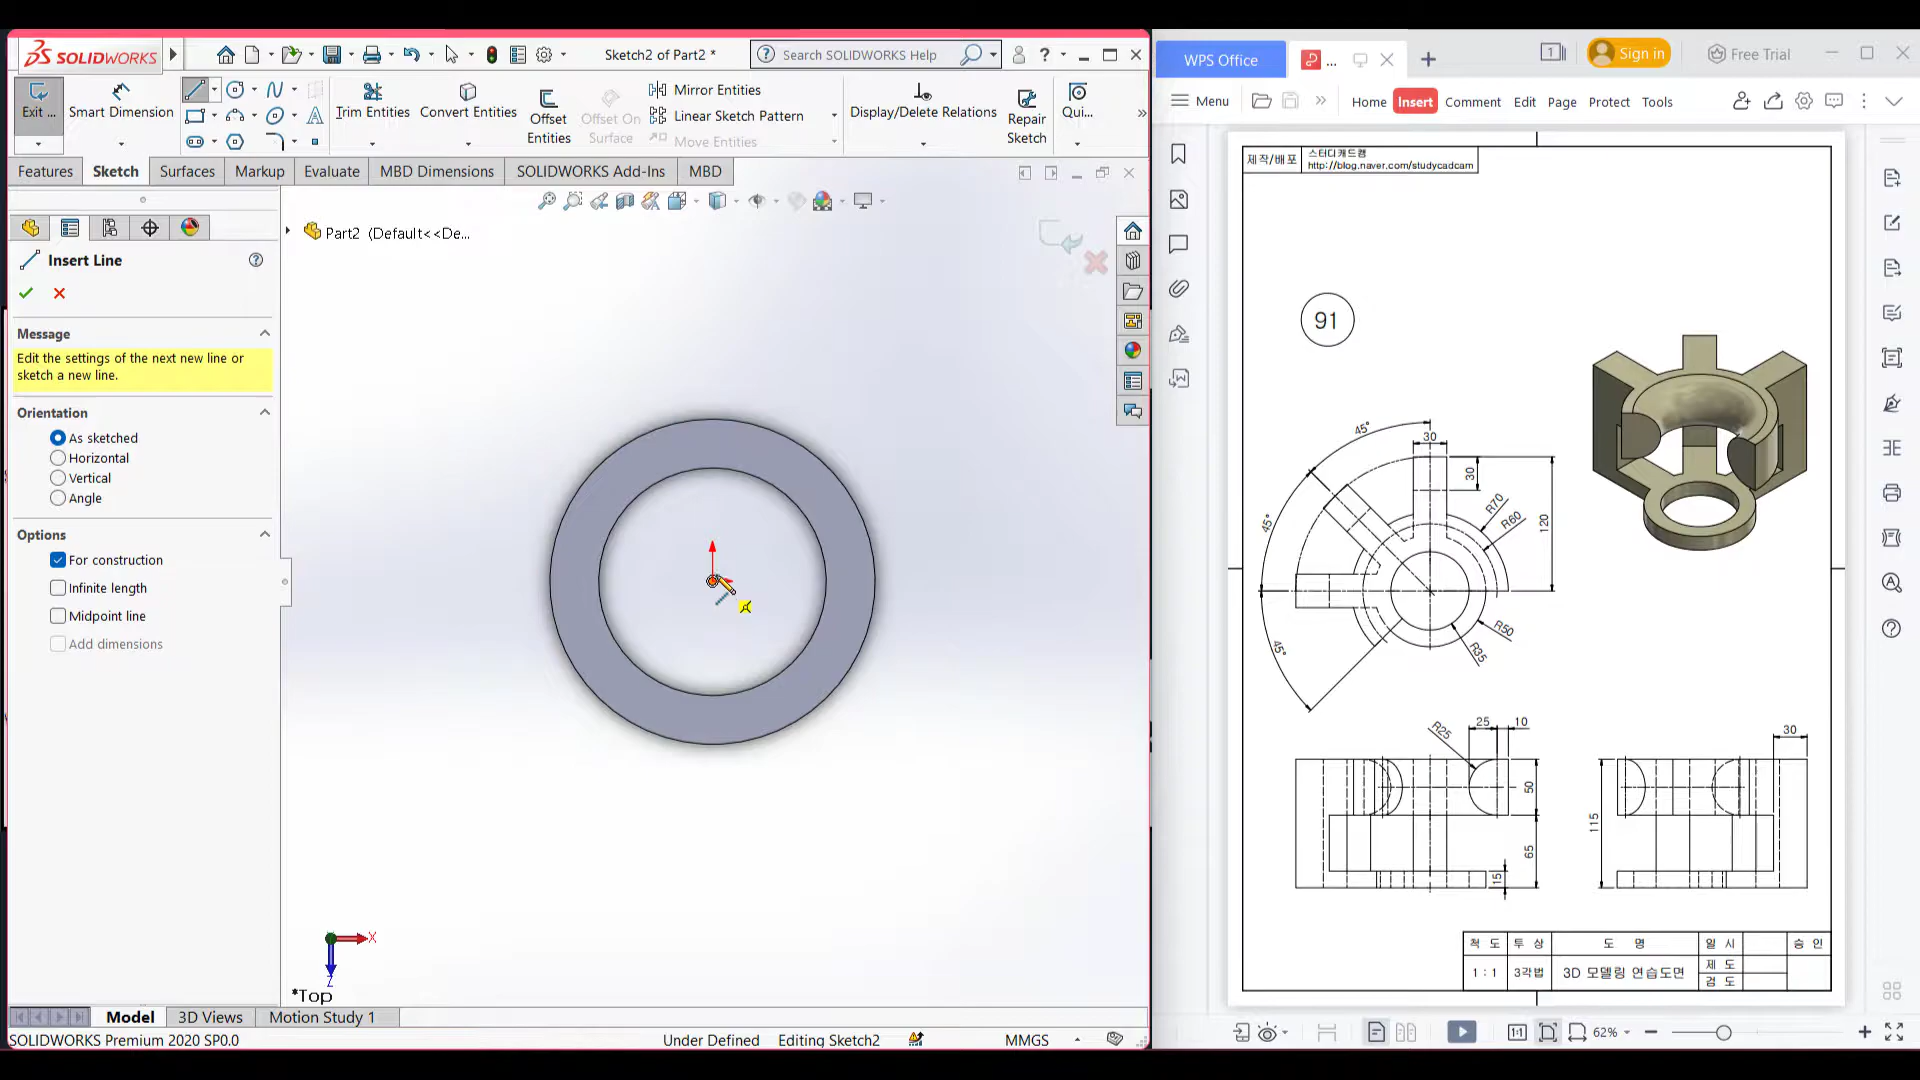 SOLIDWORKS
Sketch2 of Part2 *
Search SOLIDWORKS Help
?
Exit ...
Smart Dimension
Trim Entities
Convert Entities
Offset Entities
Offset On Surface
Mirror Entities
Linear Sketch Pattern
Move Entities
Display/Delete Relations
Repair Sketch
Qui...
Features
Sketch
Surfaces
Markup
Evaluate
MBD Dimensions
SOLIDWORKS Add-Ins
MBD
Part2 (Default<<De...
Insert Line
Message
Edit the settings of the next new line or
sketch a new line.
Orientation
As sketched
Horizontal
Vertical
Angle
Options
For construction
Infinite length
Midpoint line
Add dimensions
X
Z
*Top
Model
3D Views
Motion Study 1
SOLIDWORKS Premium 2020 SP0.0
Under Defined
Editing Sketch2
MMGS
WPS Office
...
1
Sign in
Free Trial
Menu
Home
Insert
Comment
Edit
Page
Protect
Tools
제작/배포
스터디캐드캠
http://blog.naver.com/studycadcam
91
45°
30
30
R70
R60
120
45°
45°
R50
R35
R25
25
10
50
65
15
30
115
척 도
투 상
도 명
일 시
승 인
1 : 1
3각법
3D 모델링 연습도면
제 도
검 도
1:1
62%